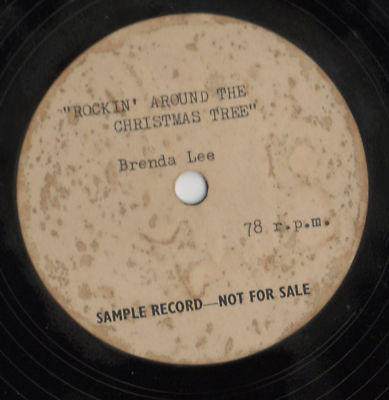 "ROCKIN' AROUND THE
CHRISTMAS TREE"
Brenda Lee
78 r.p.m.
SAMPLE RECORD—NOT FOR SALE